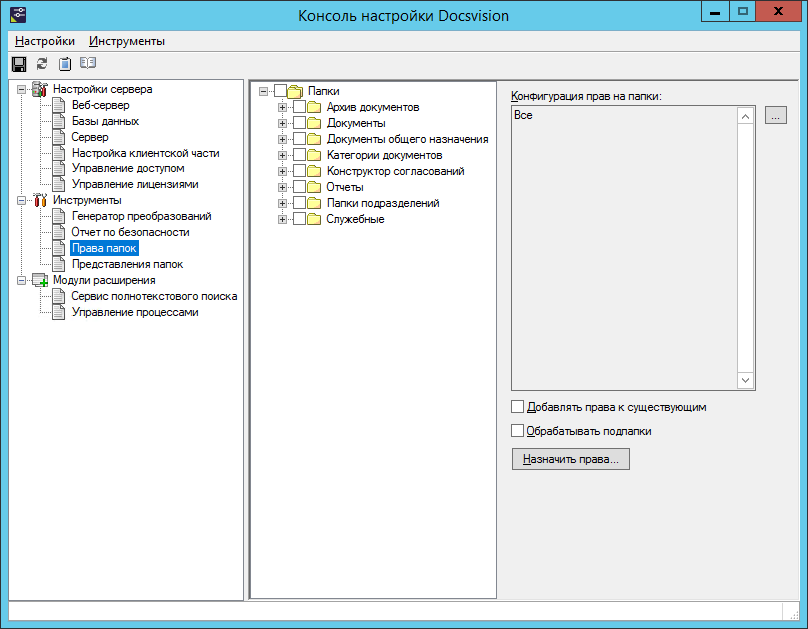 Консоль настройки Docsvision
Настройки Инструменты
Настройки сервера
Веб-сервер
Базы данных
Сервер
Настройка клиентской части
Управление доступом
Управление лицензиями
Инструменты
Генератор преобразований
Отчет по безопасности
Права папок
Представления папок
Модули расширения
Сервис полнотекстового поиска
Управление процессами
Папки
Архив документов
Документы
Документы общего назначения
Категории документов
Конструктор согласований
Отчеты
Папки подразделений
Служебные
Конфигурация прав на папки:
Все
...
Добавлять права к существующим
Обрабатывать подпапки
Назначить права...